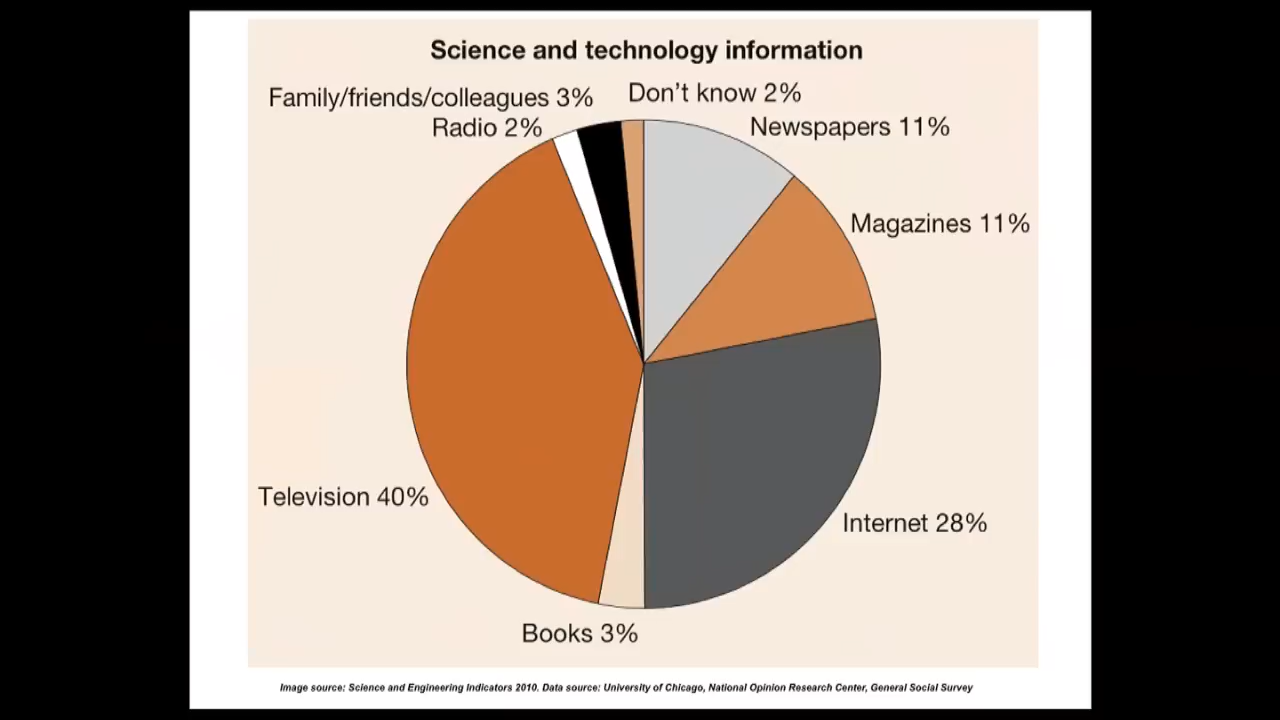 Science and technology information
Family/friends/colleagues 3%
Don't know 2%
Radio 2%
Newspapers 11%
Magazines 11%
Television 40%
Internet 28%
Books 3%
Image source: Science and Engineering Indicators 2010. Data source: University of Chicago, National Opinion Research Center, General Social Survey